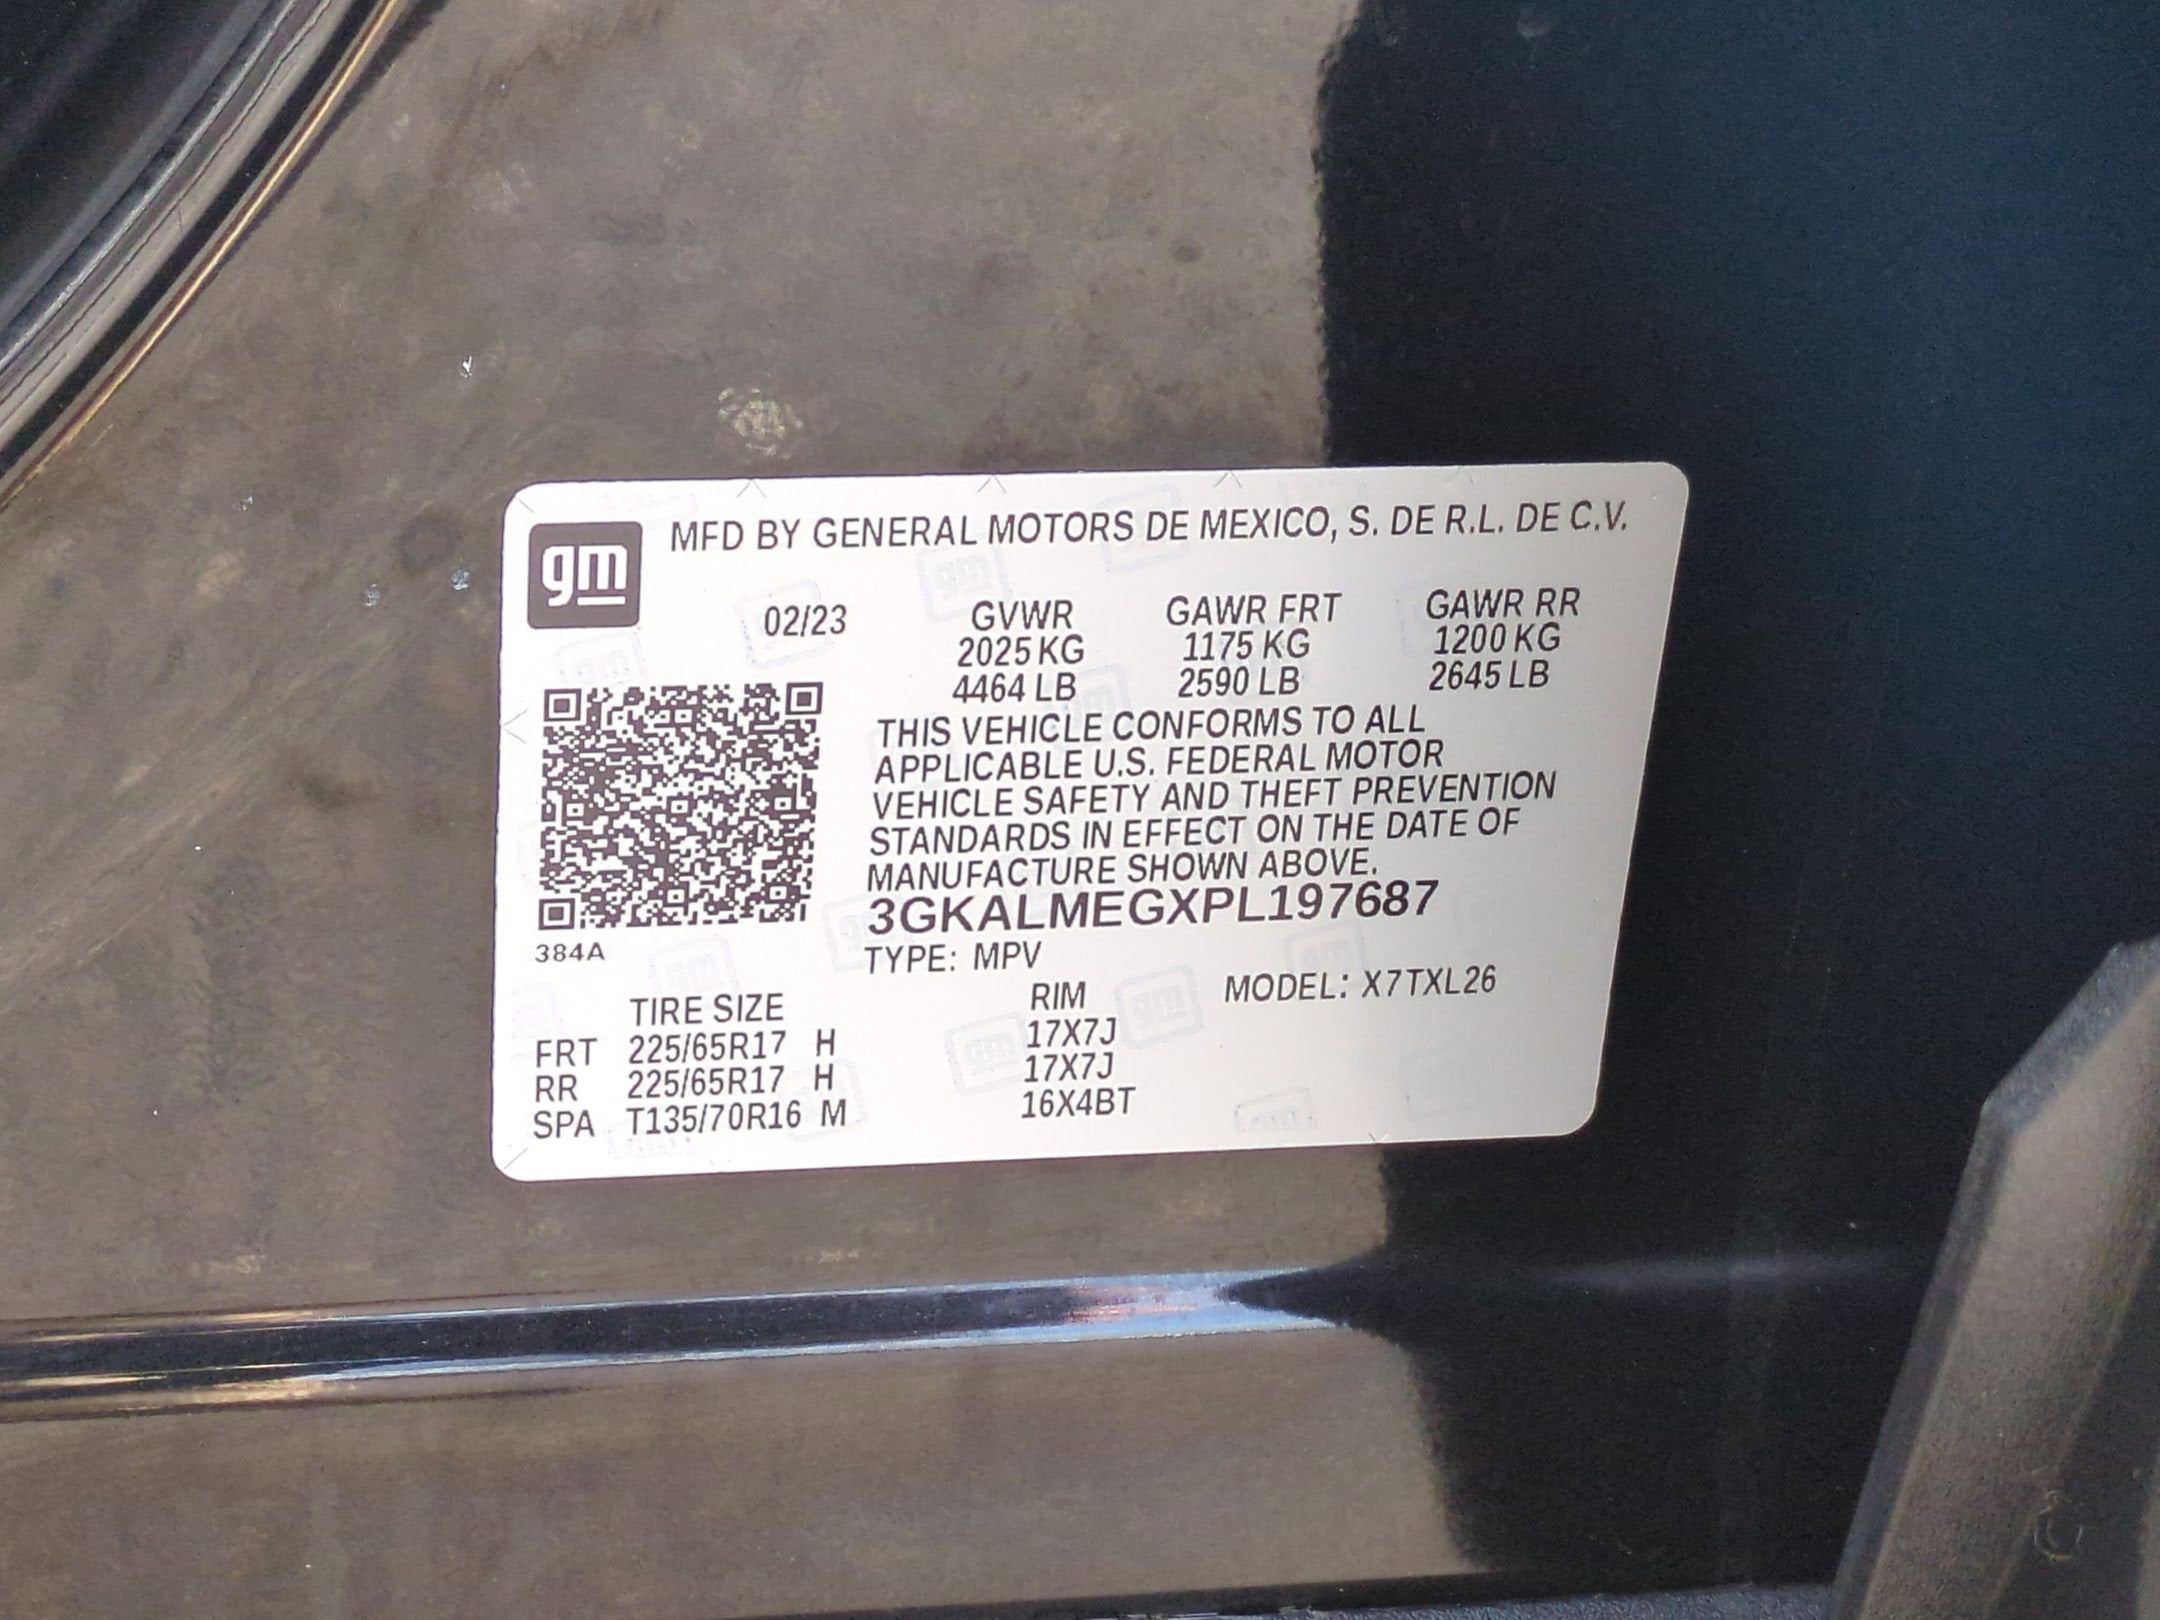 gm MFD BY GENERAL MOTORS DE MEXICO, S. DE R.L. DE C.V.
02/23 GVWR GAWR FRT GAWR RR
2025 KG 1175 KG 1200 KG
4464 LB 2590 LB 2645 LB
THIS VEHICLE CONFORMS TO ALL
APPLICABLE U.S. FEDERAL MOTOR
VEHICLE SAFETY AND THEFT PREVENTION
STANDARDS IN EFFECT ON THE DATE OF
MANUFACTURE SHOWN ABOVE.
3GKALMEGXPL197687
384A
TYPE: MPV
MODEL: X7TXL26
TIRE SIZE RIM
FRT 225/65R17 H 17X7J
RR 225/65R17 H 17X7J
SPA T135/70R16 M 16X4BT